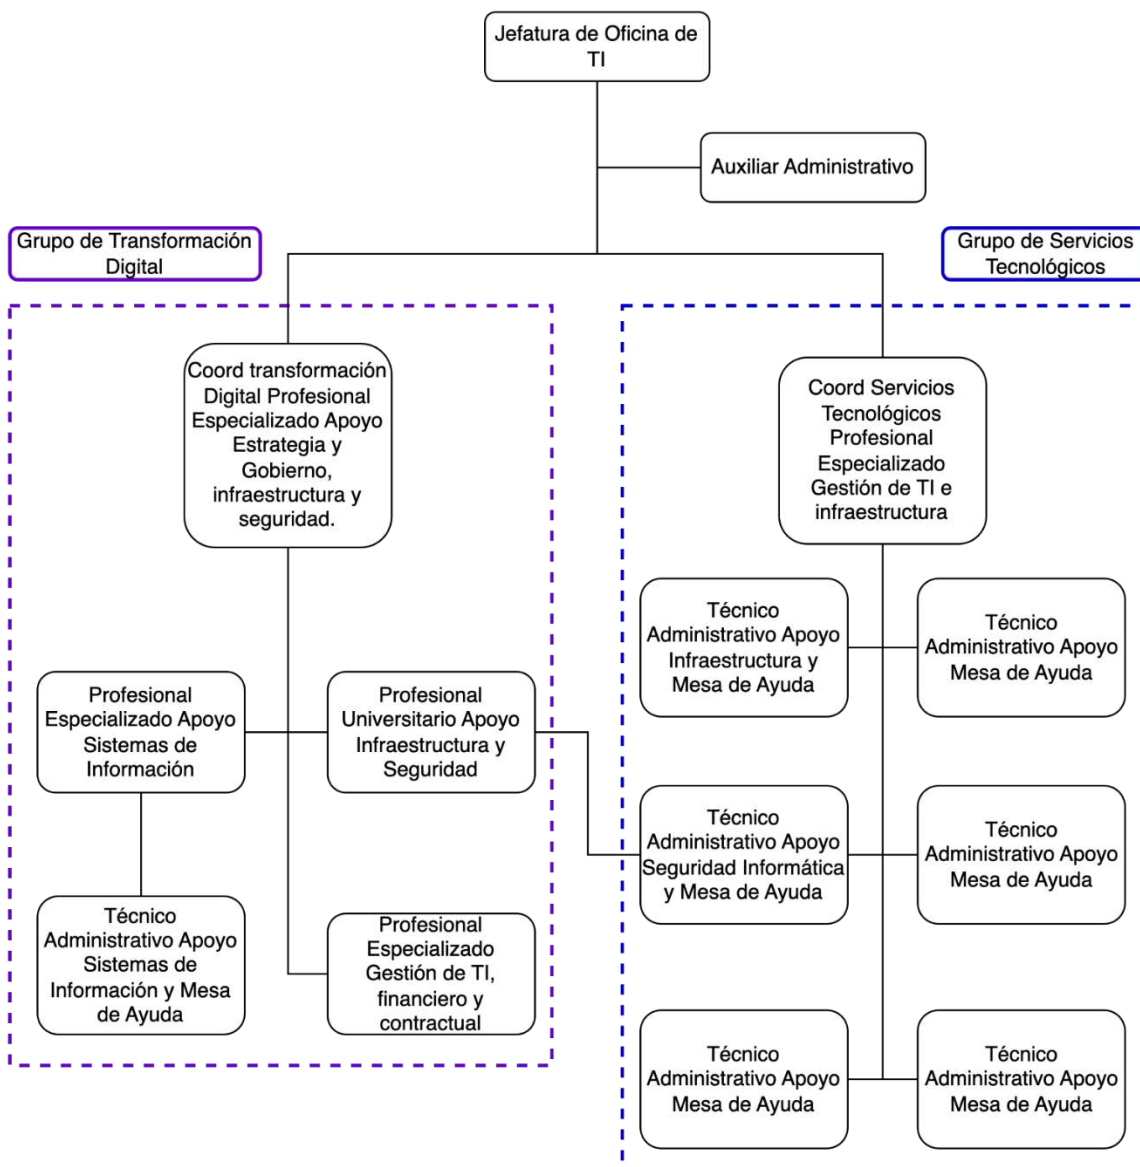 Jefatura de Oficina de
TI
Auxiliar Administrativo
Grupo de Transformación
Digital
Grupo de Servicios
Tecnológicos
Coord transformación
Digital Profesional
Especializado Apoyo
Estrategia y
Gobierno,
infraestructura y
seguridad.
Coord Servicios
Tecnológicos
Profesional
Especializado
Gestión de TI e
infraestructura
Profesional
Especializado Apoyo
Sistemas de
Información
Profesional
Universitario Apoyo
Infraestructura y
Seguridad
Técnico
Administrativo Apoyo
Sistemas de
Información y Mesa
de Ayuda
Profesional
Especializado
Gestión de TI,
financiero y
contractual
Técnico
Administrativo Apoyo
Infraestructura y
Mesa de Ayuda
Técnico
Administrativo Apoyo
Mesa de Ayuda
Técnico
Administrativo Apoyo
Seguridad Informática
y Mesa de Ayuda
Técnico
Administrativo Apoyo
Mesa de Ayuda
Técnico
Administrativo Apoyo
Mesa de Ayuda
Técnico
Administrativo Apoyo
Mesa de Ayuda